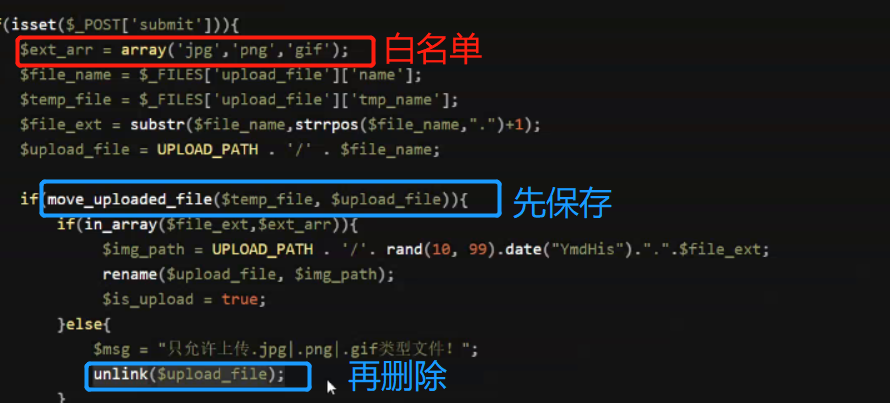 f(isset($_POST['submit'])){
$ext_arr = array('jpg','png','gif'); 白名单
$file_name = $_FILES['upload_file']['name'];
$temp_file = $_FILES['upload_file']['tmp_name'];
$file_ext = substr($file_name,strrpos($file_name,".")+1);
$upload_file = UPLOAD_PATH . '/' . $file_name;
if(move_uploaded_file($temp_file, $upload_file)){ 先保存
if(in_array($file_ext,$ext_arr)){
$img_path = UPLOAD_PATH . '/'. rand(10, 99).date("YmdHis").".".$file_ext;
rename($upload_file, $img_path);
$is_upload = true;
}else{
$msg = "只允许上传.jpg|.png|.gif类型文件！";
unlink($upload_file); 再删除
}